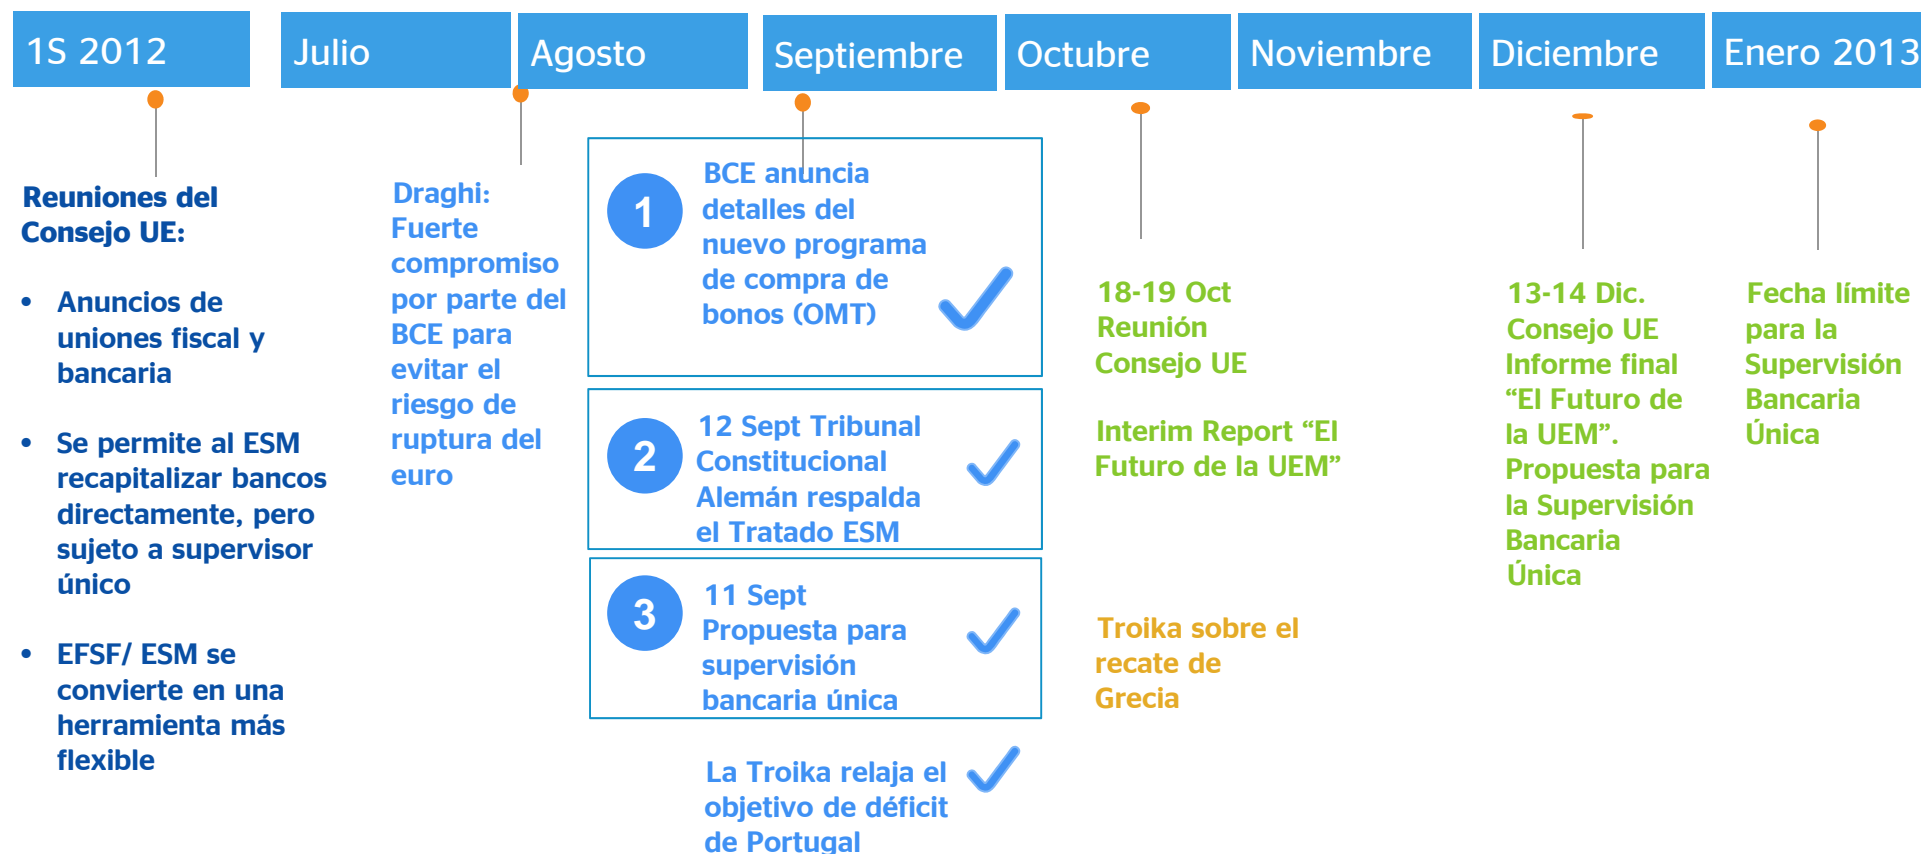 1S 2012
Julio
Agosto
Septiembre
Octubre
Noviembre
Diciembre
Enero 2013
Reuniones del
Consejo UE:
• Anuncios de
uniones fiscal y
bancaria
• Se permite al ESM
recapitalizar bancos
directamente, pero
sujeto a supervisor
único
• EFSF/ ESM se
convierte en una
herramienta más
flexible
Draghi:
Fuerte
compromiso
por parte del
BCE para
evitar el
riesgo de
ruptura del
euro
1
BCE anuncia
detalles del
nuevo programa
de compra de
bonos (OMT)
2
12 Sept Tribunal
Constitucional
Alemán respalda
el Tratado ESM
3
11 Sept
Propuesta para
supervisión
bancaria única
La Troika relaja el
objetivo de déficit
de Portugal
18-19 Oct
Reunión
Consejo UE
Interim Report “El
Futuro de la UEM”
Troika sobre el
recate de
Grecia
13-14 Dic.
Consejo UE
Informe final
“El Futuro de
la UEM”.
Propuesta para
la Supervisión
Bancaria
Única
Fecha límite
para la
Supervisión
Bancaria
Única